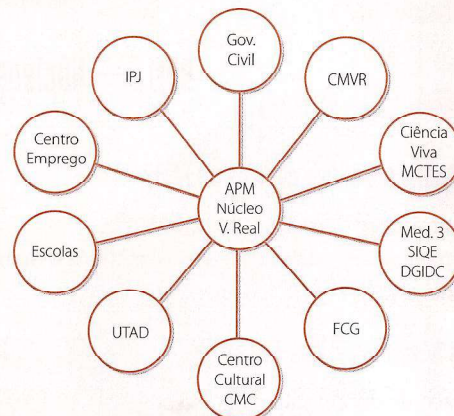 Gov.
Civil
IPJ
CMVR
Centro
Emprego
Ciência
Viva
MCTES
APM
Núcleo
V. Real
Escolas
Med. 3
SIQE
DGIDC
UTAD
FCG
Centro
Cultural
CMC